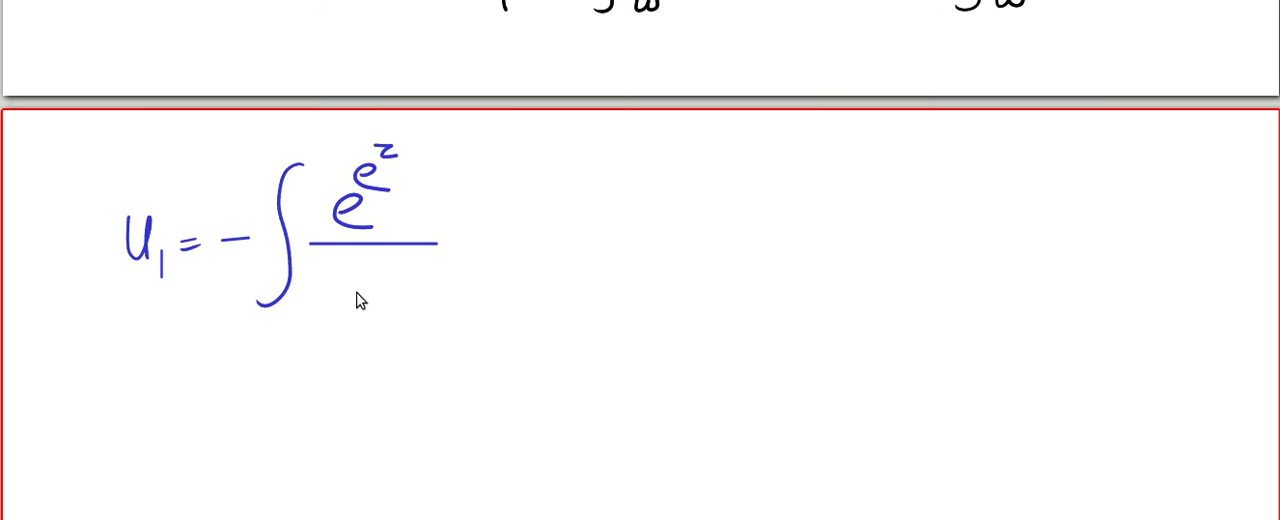 u₁ = - ∫ e^{e^z} /